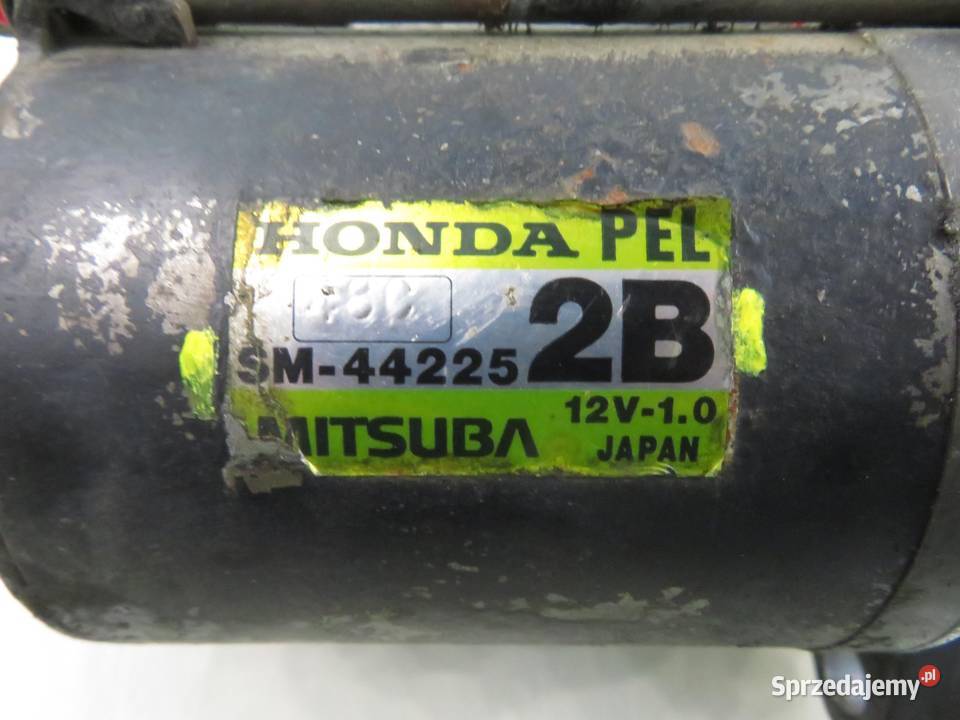 HONDA PEL
2B
SM-44225
12V-1.0
MITSUBA
JAPAN
Sprzedajemy.pl